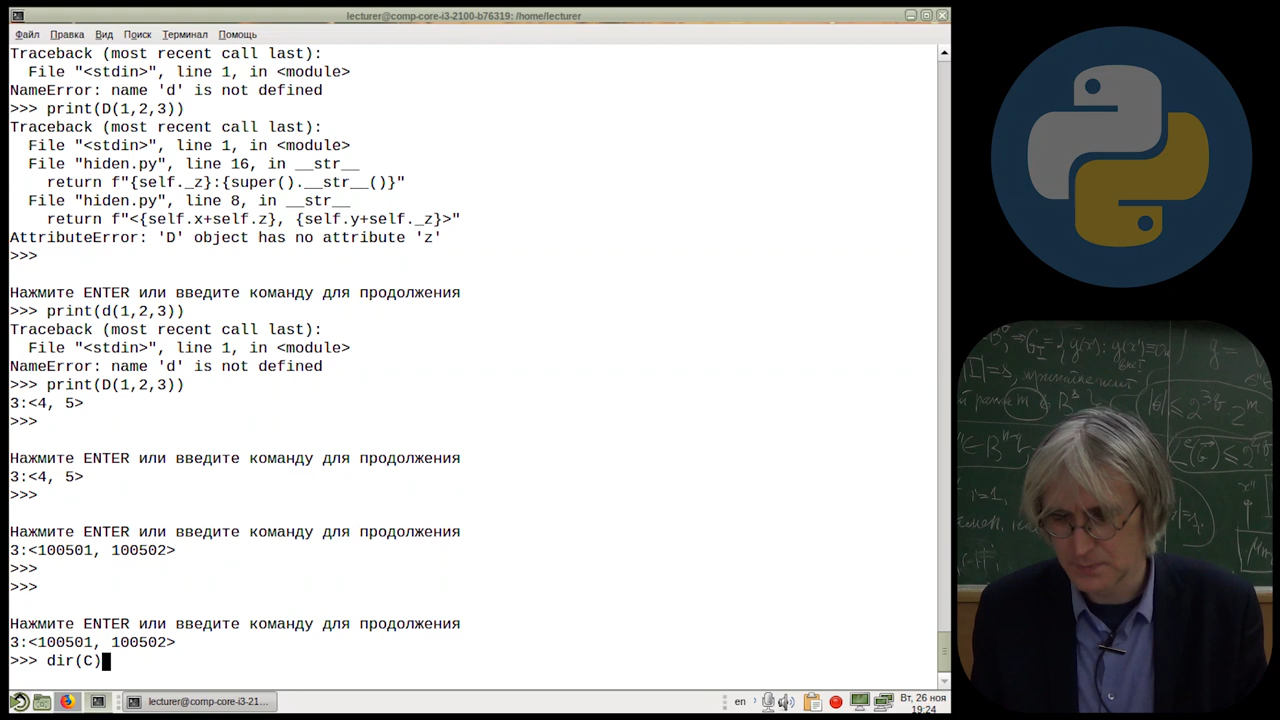 lecturer@comp-core-i3-2100-b76319: /home/lecturer
Файл Правка Вид Поиск Терминал Помощь
Traceback (most recent call last):
  File "<stdin>", line 1, in <module>
NameError: name 'd' is not defined
>>> print(D(1,2,3))
Traceback (most recent call last):
  File "<stdin>", line 1, in <module>
  File "hiden.py", line 16, in __str__
    return f"{self._z}:{super().__str__()}"
  File "hiden.py", line 8, in __str__
    return f"<{self.x+self.z}, {self.y+self._z}>"
AttributeError: 'D' object has no attribute 'z'
>>>
Нажмите ENTER или введите команду для продолжения
>>> print(d(1,2,3))
Traceback (most recent call last):
  File "<stdin>", line 1, in <module>
NameError: name 'd' is not defined
>>> print(D(1,2,3))
3:<4, 5>
>>>
Нажмите ENTER или введите команду для продолжения
3:<4, 5>
>>>
Нажмите ENTER или введите команду для продолжения
3:<100501, 100502>
>>>
>>>
Нажмите ENTER или введите команду для продолжения
3:<100501, 100502>
>>> dir(C)
lecturer@comp-core-i3-21...
en
Вт, 26 ноя
19:24